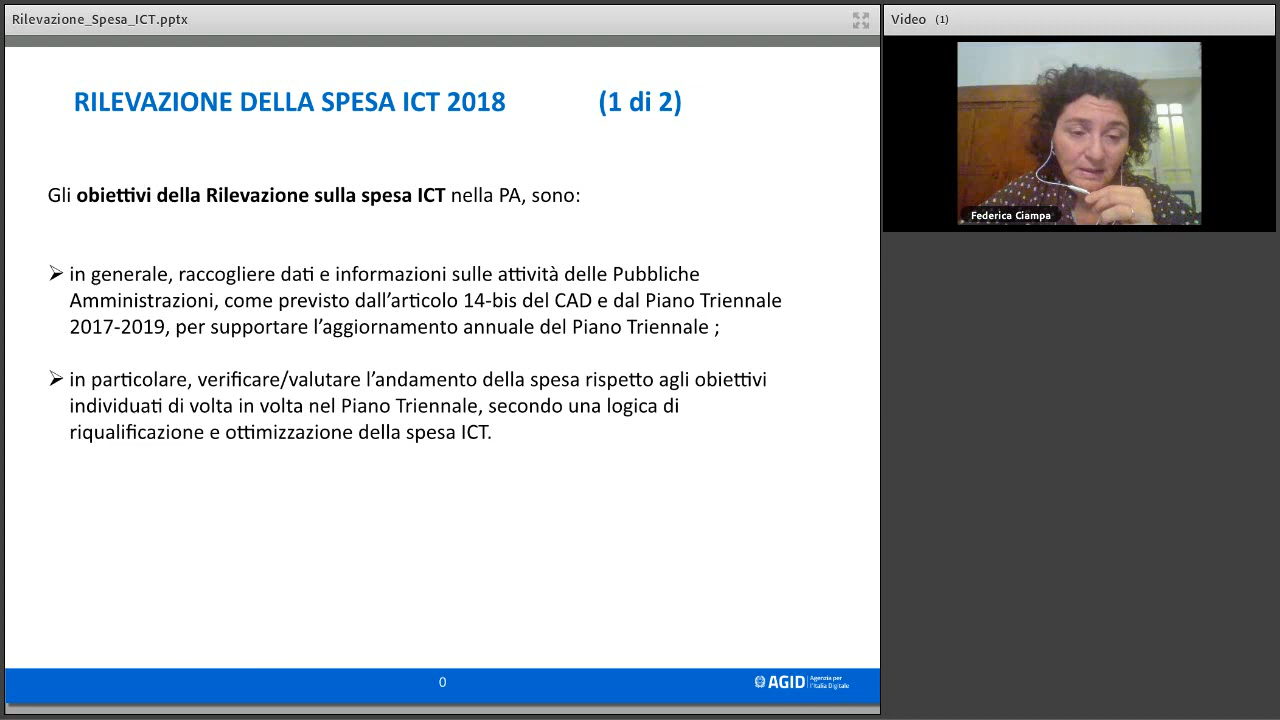 Rilevazione_Spesa_ICT.pptx
Video (1)
RILEVAZIONE DELLA SPESA ICT 2018 (1 di 2)
Gli obiettivi della Rilevazione sulla spesa ICT nella PA, sono:
➢ in generale, raccogliere dati e informazioni sulle attività delle Pubbliche
Amministrazioni, come previsto dall’articolo 14-bis del CAD e dal Piano Triennale
2017-2019, per supportare l’aggiornamento annuale del Piano Triennale ;
➢ in particolare, verificare/valutare l’andamento della spesa rispetto agli obiettivi
individuati di volta in volta nel Piano Triennale, secondo una logica di
riqualificazione e ottimizzazione della spesa ICT.
Federica Ciampa
0
AGID
Agenzia per
l’Italia Digitale